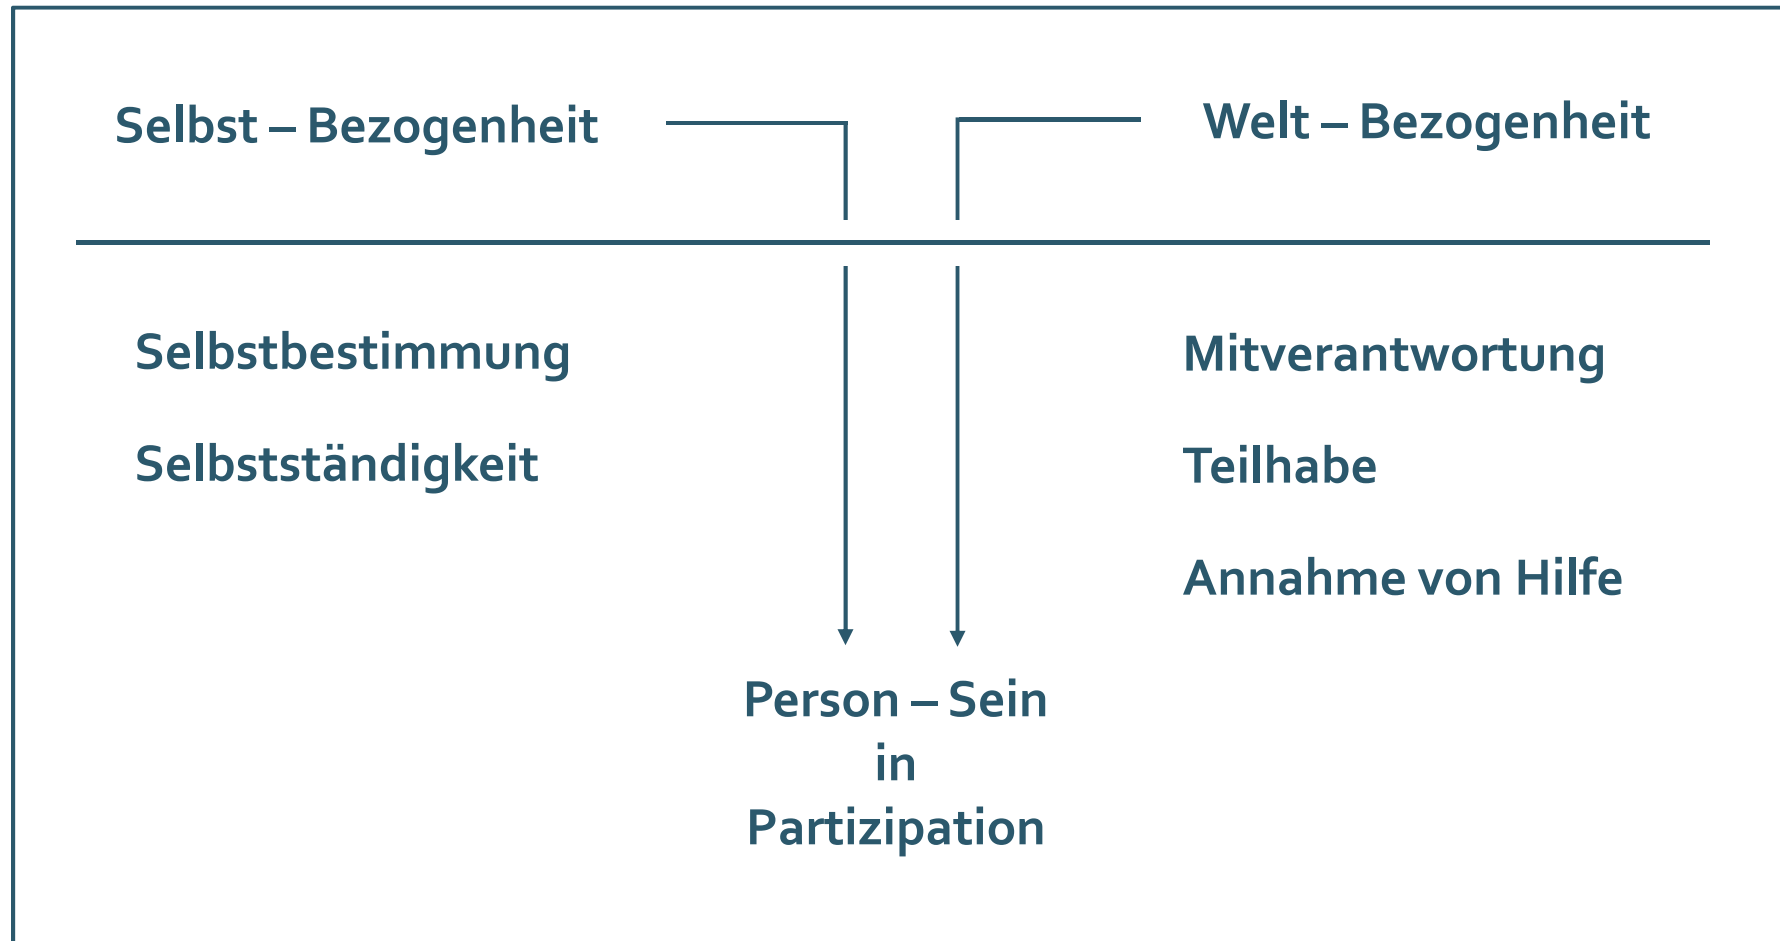 Selbst – Bezogenheit
Welt – Bezogenheit
Selbstbestimmung
Selbstständigkeit
Mitverantwortung
Teilhabe
Annahme von Hilfe
Person – Sein
in
Partizipation